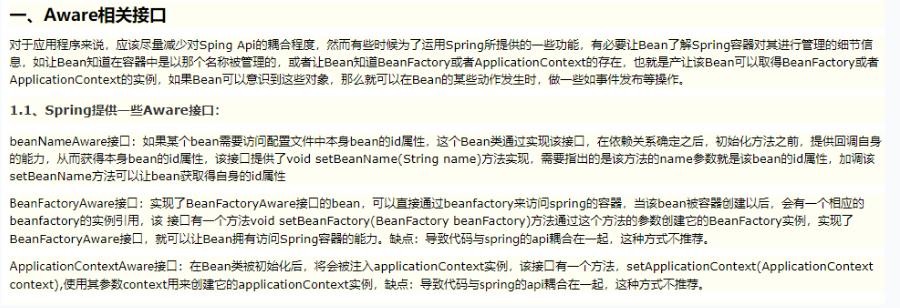 一、Aware相关接口
对于应用程序来说，应该尽量减少对Sping Api的耦合程度，然而有些时候为了运用Spring所提供的一些功能，有必要让Bean了解Spring容器对其进行管理的细节信
息，如让Bean知道在容器中是以那个名称被管理的，或者让Bean知道BeanFactory或者ApplicationContext的存在，也就是产让该Bean可以取得BeanFactory或者
ApplicationContext的实例，如果Bean可以意识到这些对象，那么就可以在Bean的某些动作发生时，做一些如事件发布等操作。
1.1、Spring提供一些Aware接口：
beanNameAware接口：如果某个bean需要访问配置文件中本身bean的id属性，这个Bean类通过实现该接口，在依赖关系确定之后，初始化方法之前，提供回调自身
的能力，从而获得本身bean的id属性，该接口提供了void setBeanName(String name)方法实现，需要指出的是该方法的name参数就是该bean的id属性，加调该
setBeanName方法可以让bean获取得自身的id属性
BeanFactoryAware接口：实现了BeanFactoryAware接口的bean，可以直接通过beanfactory来访问spring的容器，当该bean被容器创建以后，会有一个相应的
beanfactory的实例引用，该 接口有一个方法void setBeanFactory(BeanFactory beanFactory)方法通过这个方法的参数创建它的BeanFactory实例，实现了
BeanFactoryAware接口，就可以让Bean拥有访问Spring容器的能力。缺点：导致代码与spring的api耦合在一起，这种方式不推荐。
ApplicationContextAware接口：在Bean类被初始化后，将会被注入applicationContext实例，该接口有一个方法，setApplicationContext(ApplicationContext
context),使用其参数context用来创建它的applicationContext实例，缺点：导致代码与spring的api耦合在一起，这种方式不推荐。